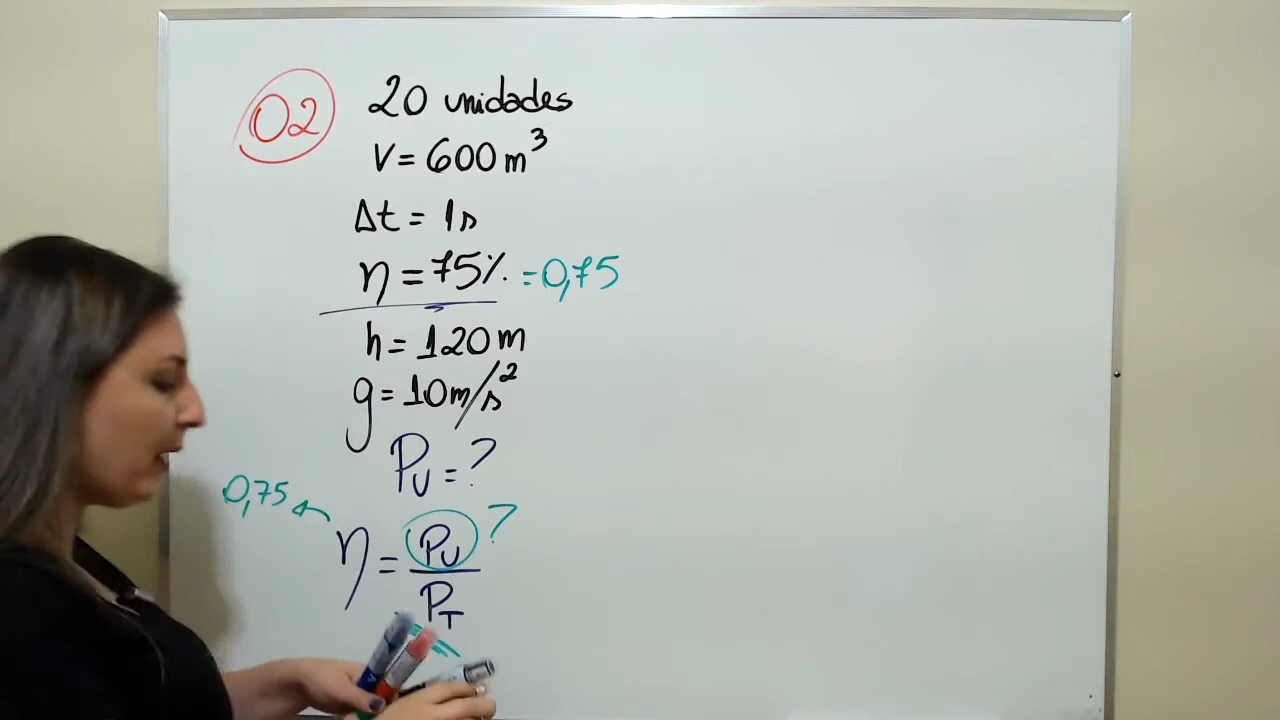 02
20 unidades
V = 600 m³
Δt = 1s
η = 75% = 0,75
h = 120 m
g = 10 m/s²
PU = ?
0,75
η = PU / PT ?